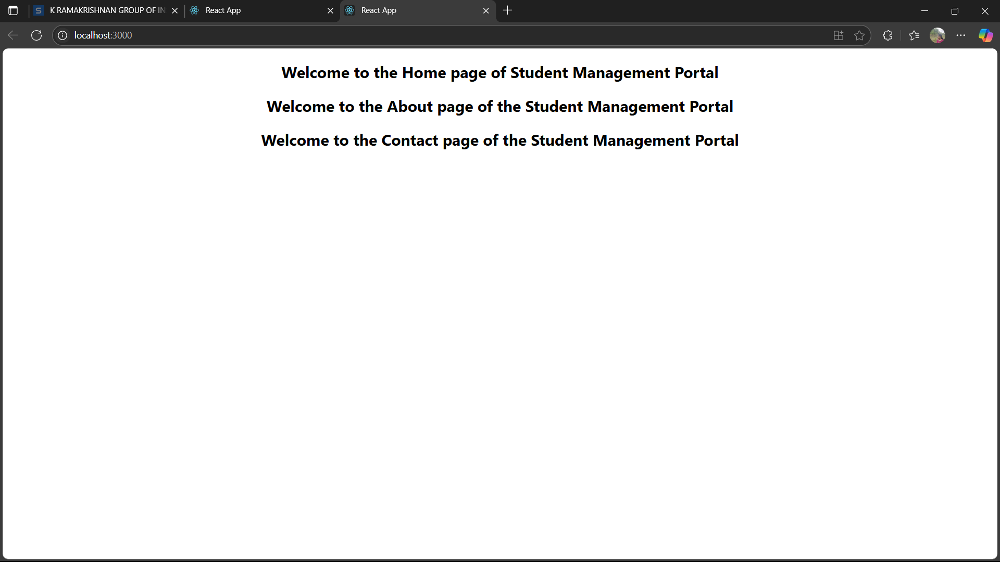 S K RAMAKRISHNAN GROUP OF IN
React App
React App
localhost:3000
Welcome to the Home page of Student Management Portal
Welcome to the About page of the Student Management Portal
Welcome to the Contact page of the Student Management Portal